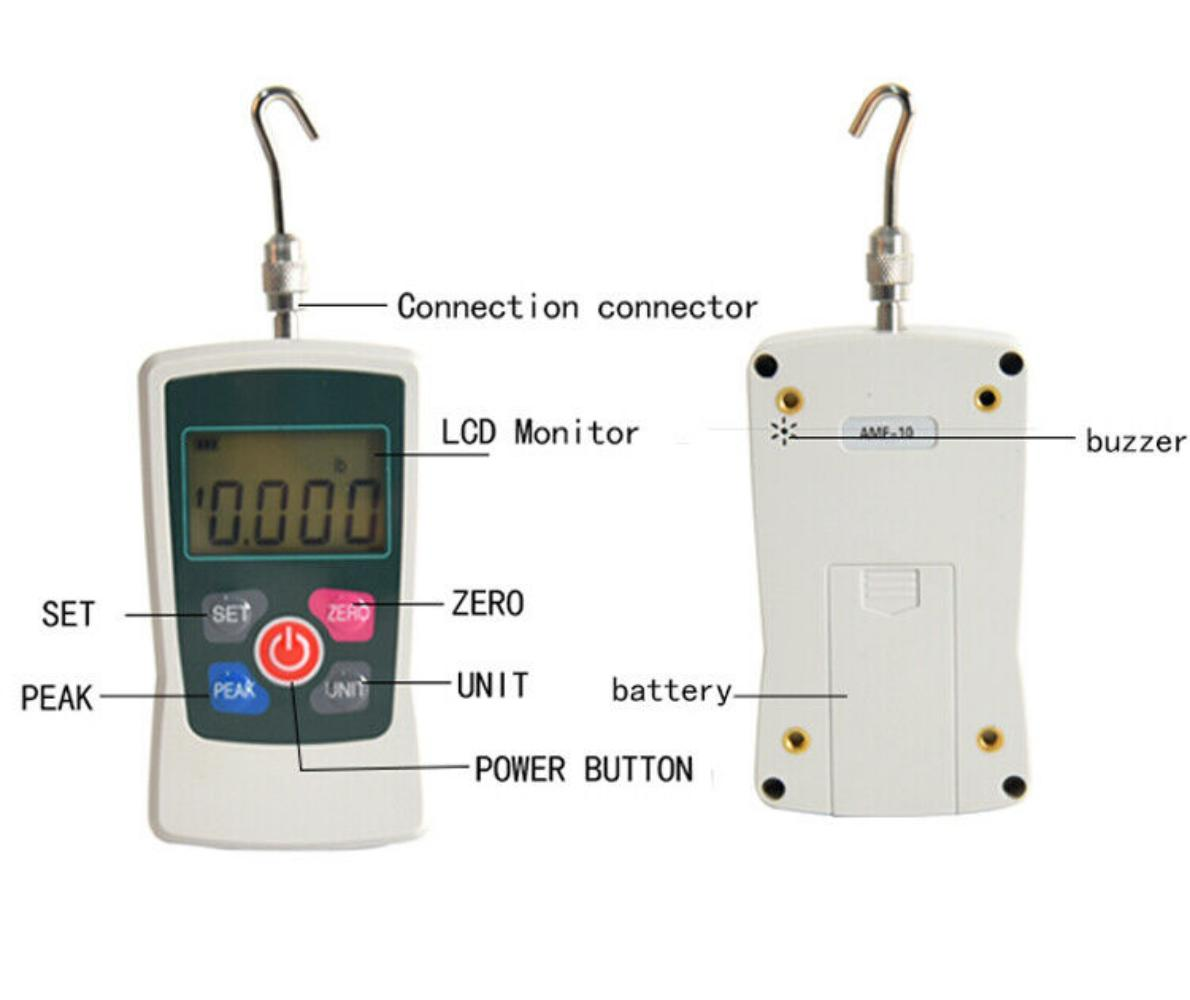 Connection connector
LCD Monitor
lb
0.000
AMF-10
buzzer
SET
SET
ZERO
ZERO
PEAK
PEAK
UNIT
UNIT
battery
POWER BUTTON